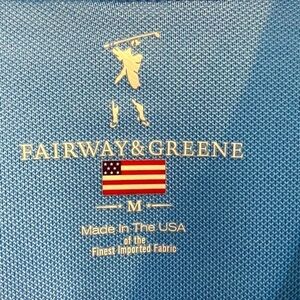 FAIRWAY&GREENE
M
Made In The USA
of the
Finest Imported Fabric